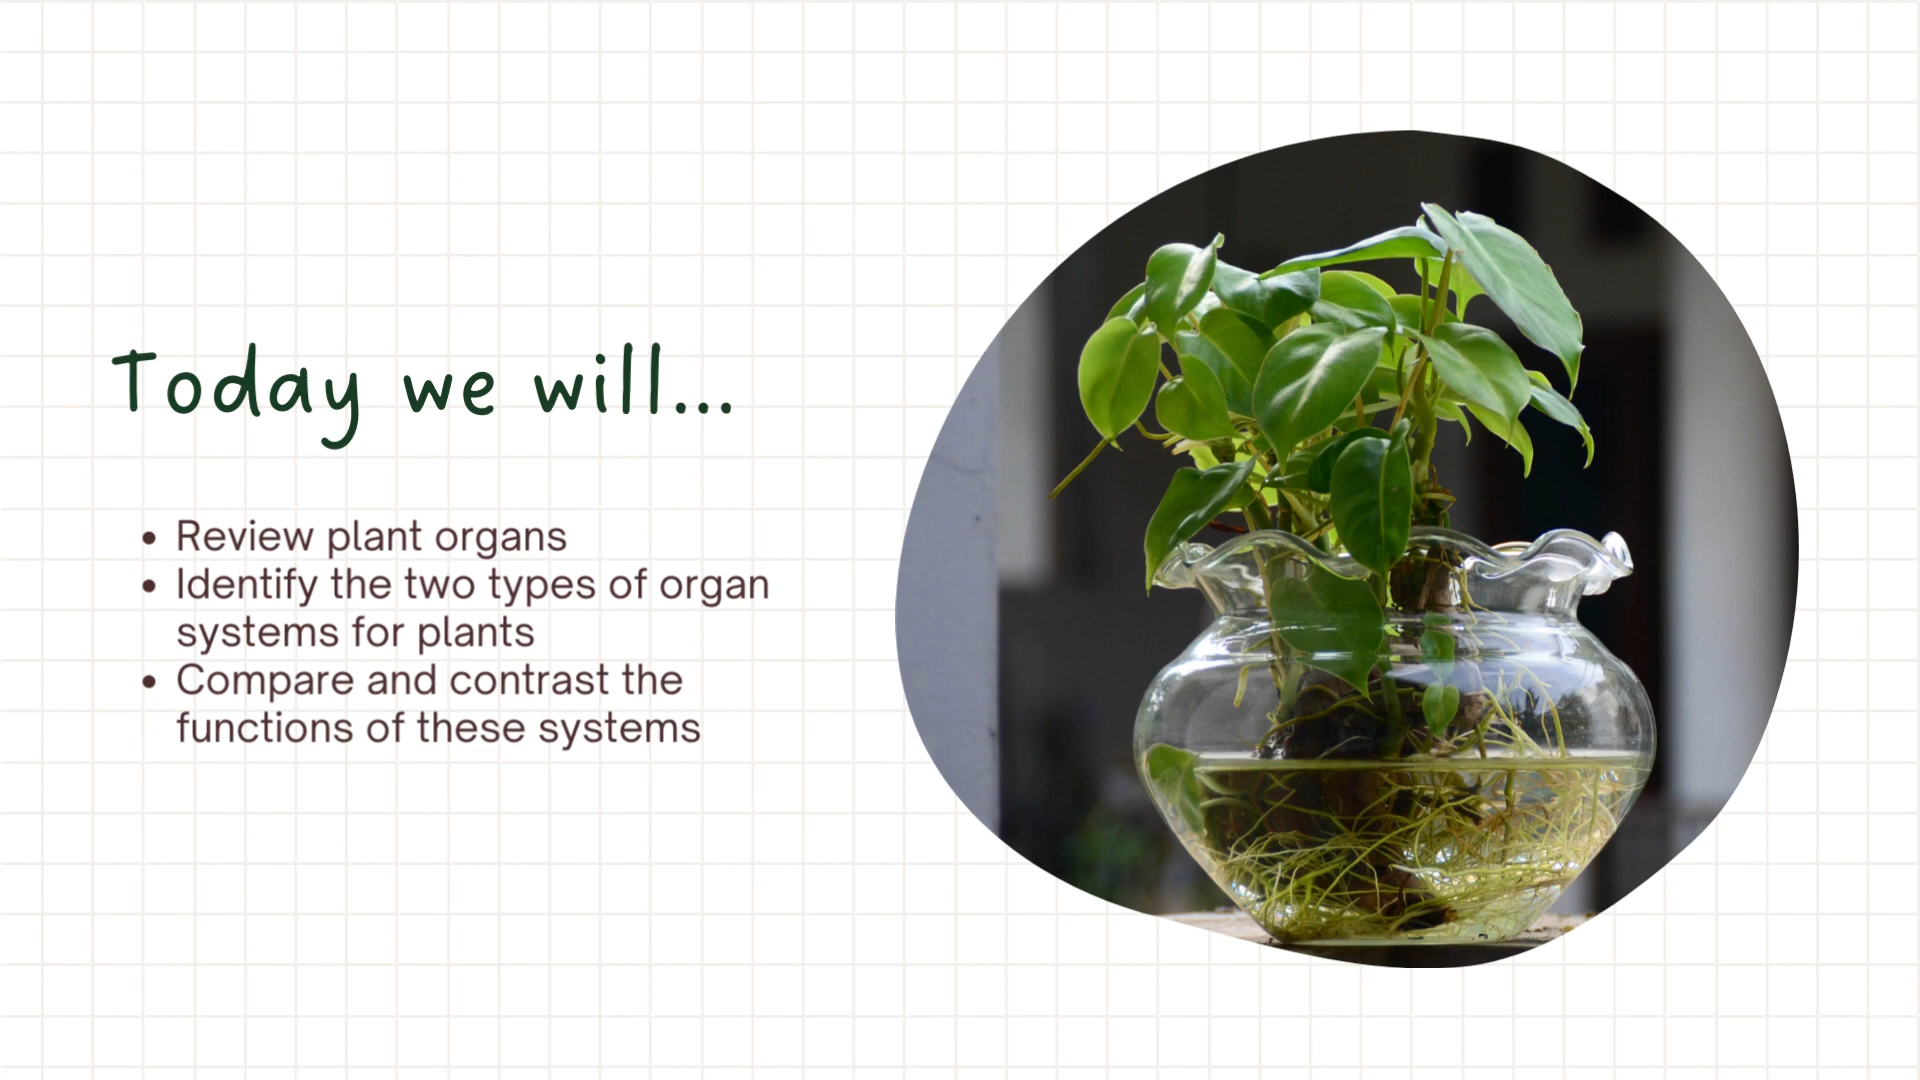 Today we will...
• Review plant organs
• Identify the two types of organ
systems for plants
• Compare and contrast the
functions of these systems